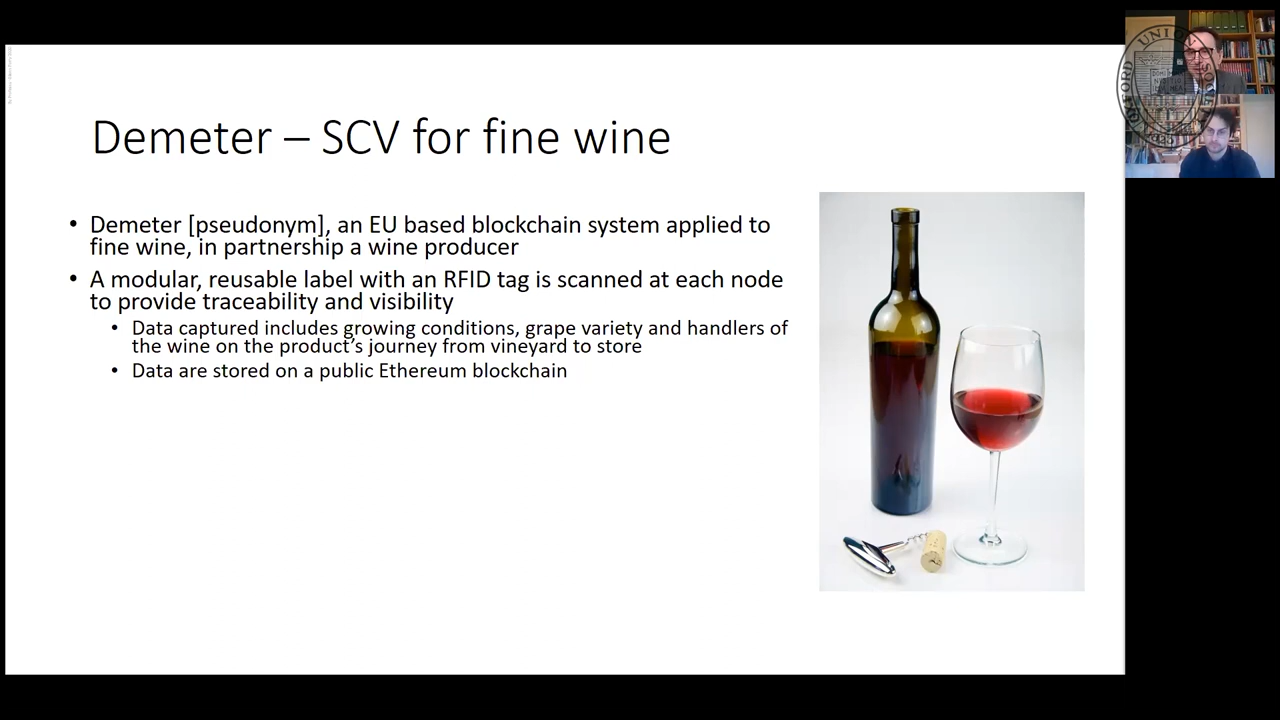 Demeter – SCV for fine wine
• Demeter [pseudonym], an EU based blockchain system applied to
fine wine, in partnership a wine producer
• A modular, reusable label with an RFID tag is scanned at each node
to provide traceability and visibility
• Data captured includes growing conditions, grape variety and handlers of
the wine on the product’s journey from vineyard to store
• Data are stored on a public Ethereum blockchain